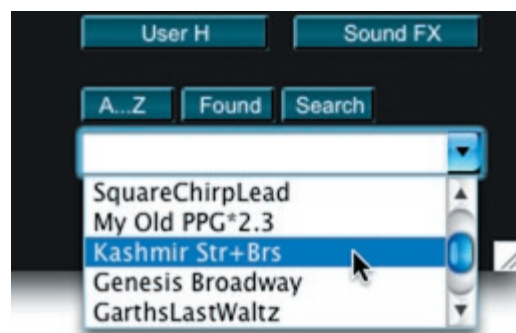 User H Sound FX
A...Z Found Search
SquareChirpLead
My Old PPG*2.3
Kashmir Str+Brs
Genesis Broadway
GarthsLastWaltz